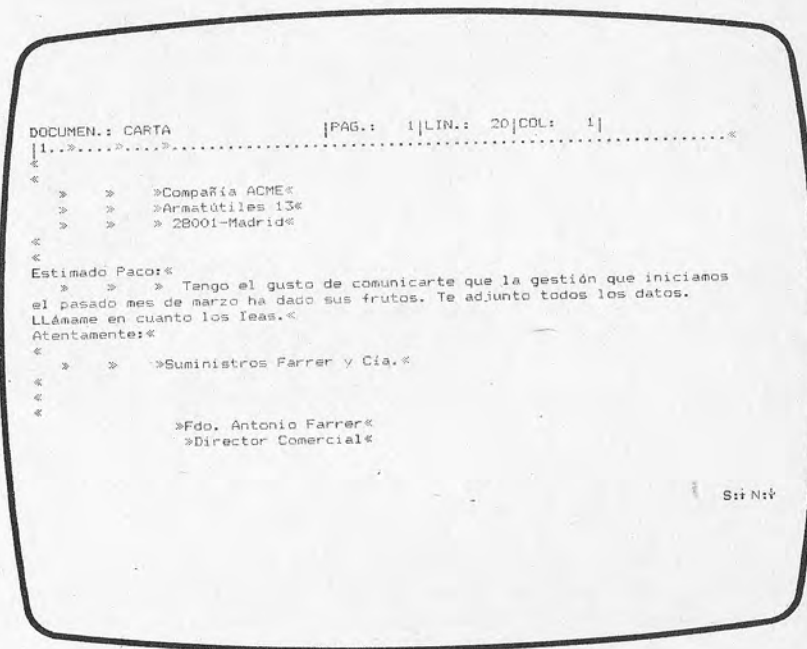 DOCUMEN.: CARTA |PAG.: 1|LIN.: 20|COL: 1|
|1..»....»....»......................................................................«
«
«
» » »Compañía ACME«
» » »Armatútiles 13«
» » » 28001-Madrid«
«
«
Estimado Paco:«
» » » Tengo el gusto de comunicarte que la gestión que iniciamos
el pasado mes de marzo ha dado sus frutos. Te adjunto todos los datos.
LLámame en cuanto los leas.«
Atentamente:«
«
» » »Suministros Farrer y Cía.«
«
«
«
»Fdo. Antonio Farrer«
»Director Comercial«